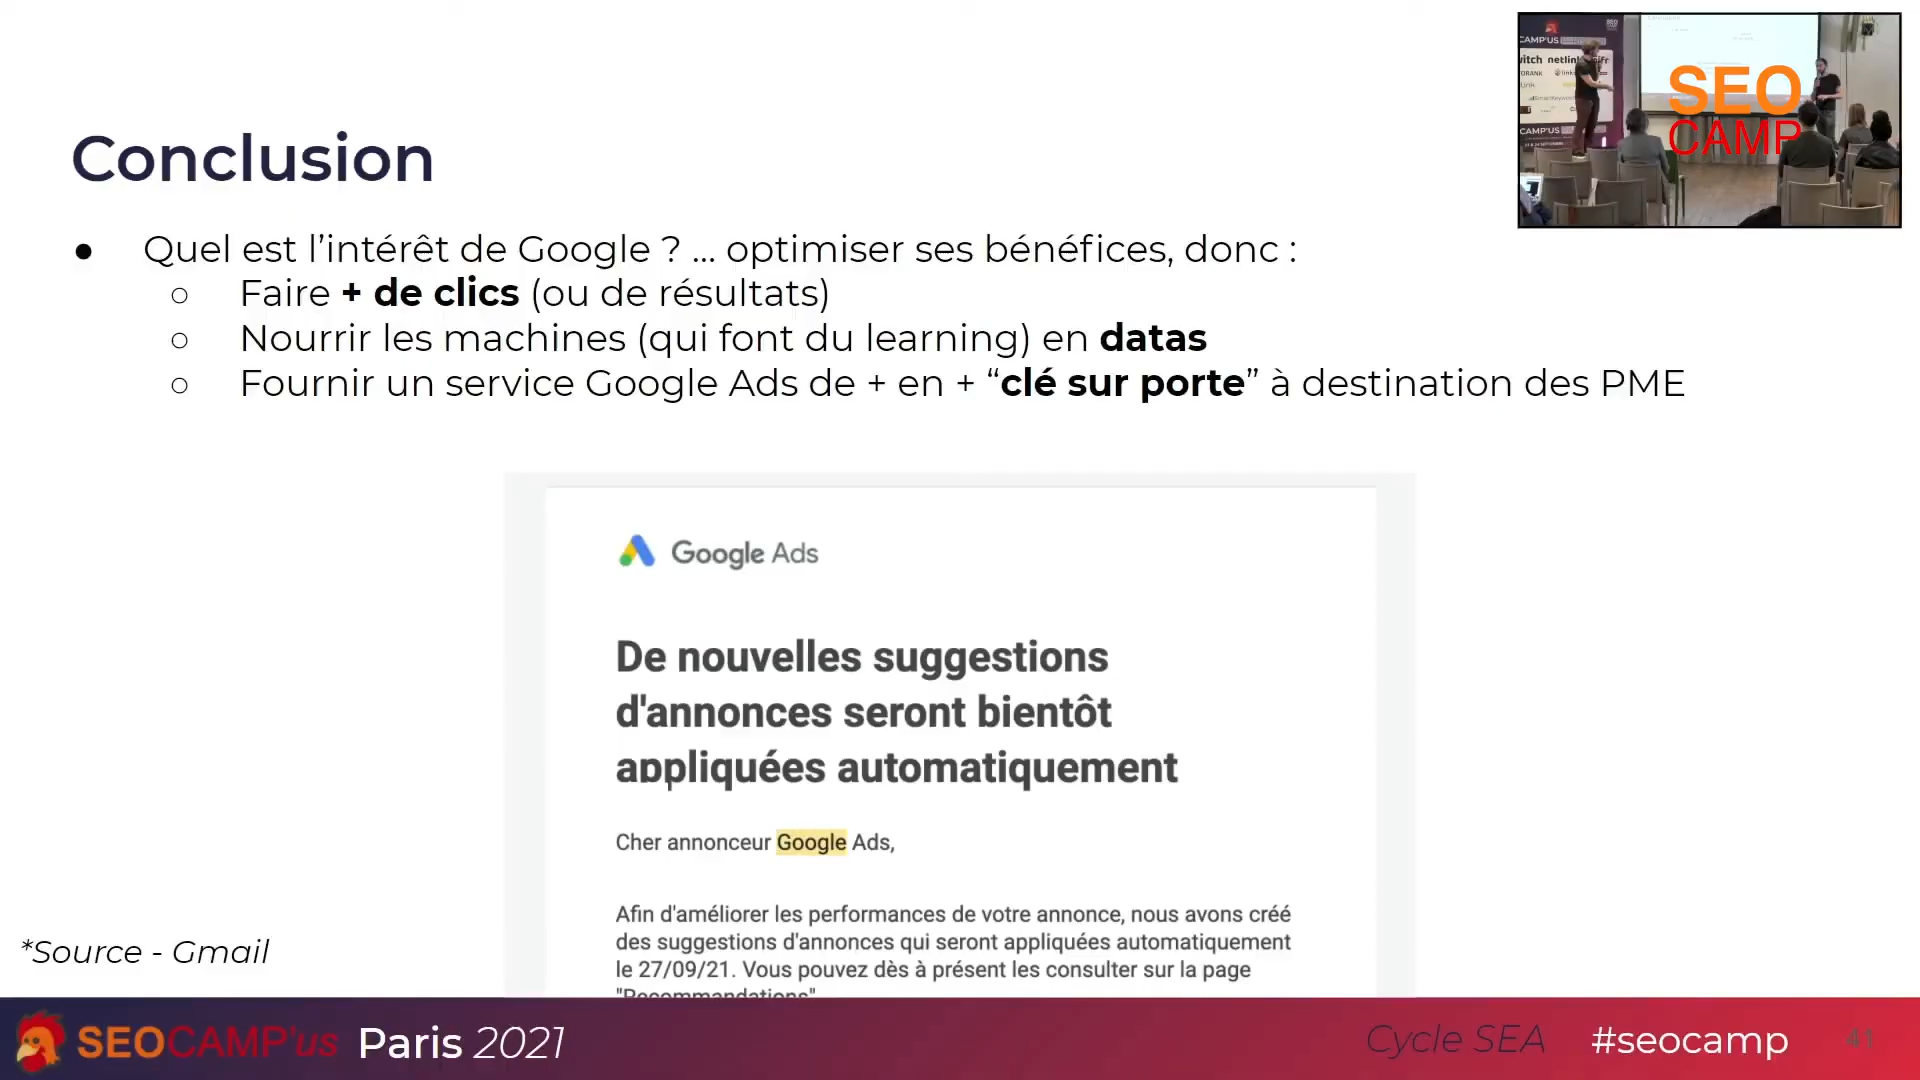 Conclusion
● Quel est l’intérêt de Google ? ... optimiser ses bénéfices, donc :
○ Faire + de clics (ou de résultats)
○ Nourrir les machines (qui font du learning) en datas
○ Fournir un service Google Ads de + en + “clé sur porte” à destination des PME
CAMP'US
SEO
CAMP
CAMP'US
Google Ads
De nouvelles suggestions
d'annonces seront bientôt
appliquées automatiquement
Cher annonceur Google Ads,
Afin d'améliorer les performances de votre annonce, nous avons créé
des suggestions d'annonces qui seront appliquées automatiquement
le 27/09/21. Vous pouvez dès à présent les consulter sur la page
"Recommandations"
*Source - Gmail
SEOCAMP'us Paris 2021
Cycle SEA #seocamp 41